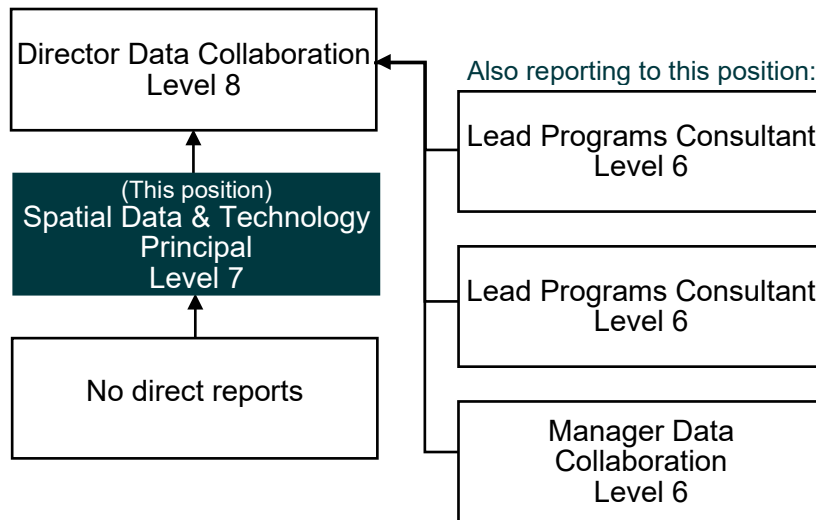 Director Data Collaboration
Level 8
(This position)
Spatial Data & Technology
Principal
Level 7
No direct reports
Also reporting to this position:
Lead Programs Consultant
Level 6
Lead Programs Consultant
Level 6
Manager Data
Collaboration
Level 6